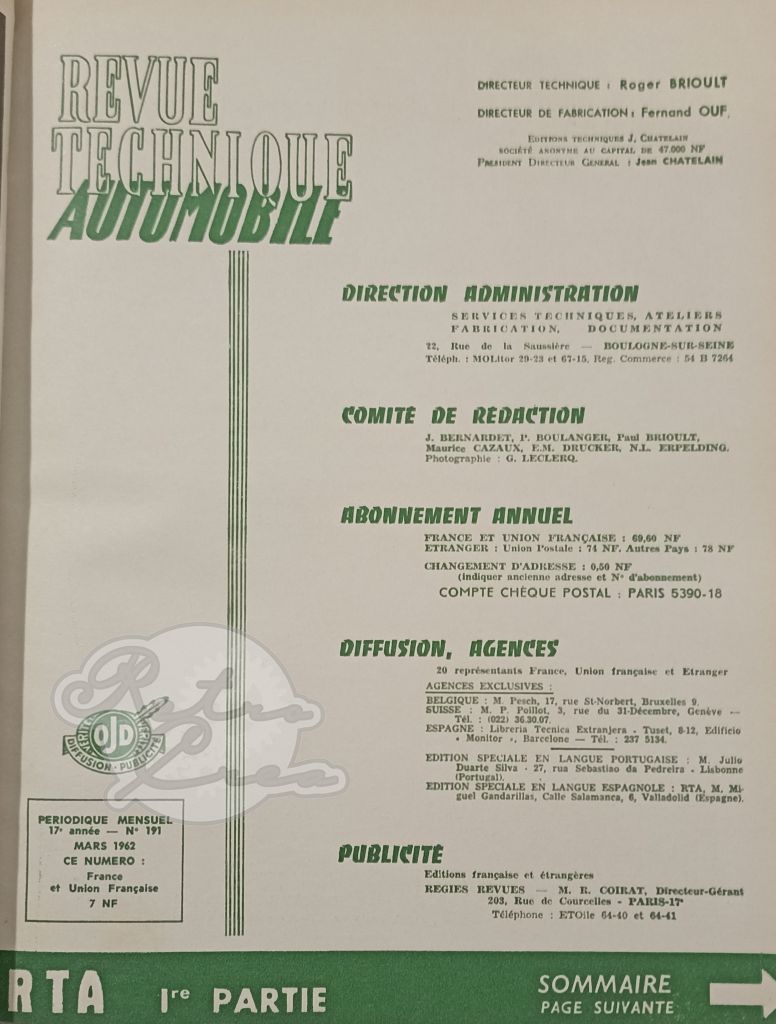 REVUE
TECHNIQUE
AUTOMOBILE
DIRECTEUR TECHNIQUE : Roger BRIOULT
DIRECTEUR DE FABRICATION : Fernand OUF,
EDITIONS TECHNIQUES J. CHATELAIN
SOCIÉTÉ ANONYME AU CAPITAL DE 47.000 NF
PRESIDENT DIRECTEUR GENERAL : Jean CHATELAIN
DIRECTION ADMINISTRATION
SERVICES TECHNIQUES, ATELIERS
FABRICATION, DOCUMENTATION
22, Rue de la Saussière — BOULOGNE-SUR-SEINE
Téléph. : MOLitor 29-23 et 67-15, Reg. Commerce : 54 B 7264
COMITÉ DE RÉDACTION
J. BERNARDET, P. BOULANGER, Paul BRIOULT,
Maurice CAZAUX, E.M. DRUCKER, N.L. ERPELDING.
Photographie : G. LECLERQ.
ABONNEMENT ANNUEL
FRANCE ET UNION FRANÇAISE : 69,60 NF
ETRANGER : Union Postale : 74 NF. Autres Pays : 78 NF
CHANGEMENT D'ADRESSE : 0,50 NF
(indiquer ancienne adresse et N° d'abonnement)
COMPTE CHÈQUE POSTAL : PARIS 5390-18
DIFFUSION, AGENCES
20 représentants France, Union française et Etranger
AGENCES EXCLUSIVES :
BELGIQUE : M. Pesch, 17, rue St-Norbert, Bruxelles 9.
SUISSE : M. P. Poillot, 3, rue du 31-Décembre, Genève —
Tél. : (022) 36.30.07.
ESPAGNE : Libreria Tecnica Extranjera - Tuset, 8-12, Edificio
« Monitor », Barcelone — Tél. : 237 5134.
EDITION SPECIALE EN LANGUE PORTUGAISE : M. Julio
Duarte Silva - 27, rua Sebastiao da Pedreira - Lisbonne
(Portugal).
EDITION SPECIALE EN LANGUE ESPAGNOLE : RTA, M. Mi-
guel Gandarillas, Calle Salamanca, 6, Valladolid (Espagne).
PUBLICITÉ
Editions française et étrangères
REGIES REVUES — M. R. COIRAT, Directeur-Gérant
203, Rue de Courcelles - PARIS-17e
Téléphone : ETOile 64-40 et 64-41
Retro
Crea
OJD
DIFFUSION - PUBLICITÉ
PERIODIQUE MENSUEL
17e année — N° 191
MARS 1962
CE NUMERO :
France
et Union Française
7 NF
RTA 1re PARTIE
SOMMAIRE
PAGE SUIVANTE